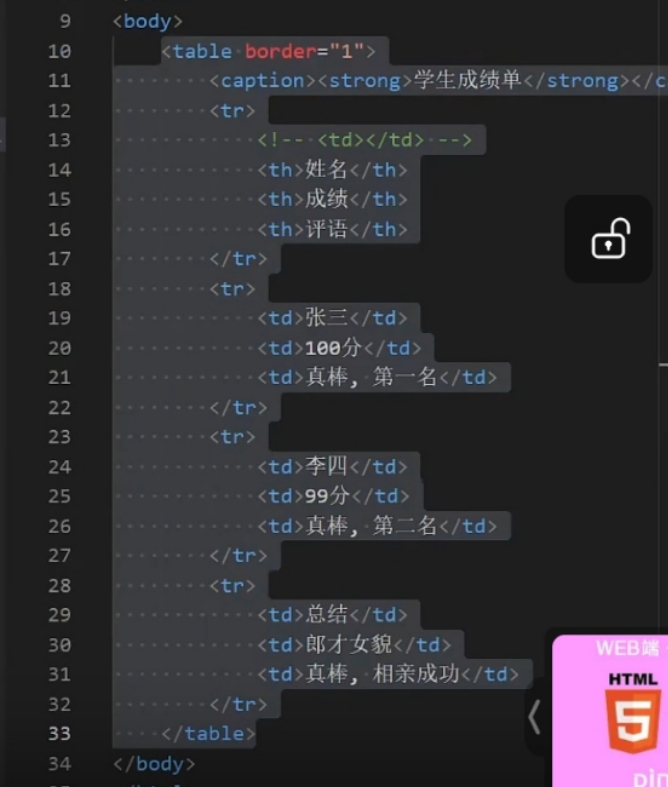 9 <body>
10 <table border="1">
11 <caption><strong>学生成绩单</strong></c
12 <tr>
13 <!-- <td></td> -->
14 <th>姓名</th>
15 <th>成绩</th>
16 <th>评语</th>
17 </tr>
18 <tr>
19 <td>张三</td>
20 <td>100分</td>
21 <td>真棒, 第一名</td>
22 </tr>
23 <tr>
24 <td>李四</td>
25 <td>99分</td>
26 <td>真棒, 第二名</td>
27 </tr>
28 <tr>
29 <td>总结</td>
30 <td>郎才女貌</td>
31 <td>真棒, 相亲成功</td>
32 </tr>
33 </table>
34 </body>
WEB端
HTML
5